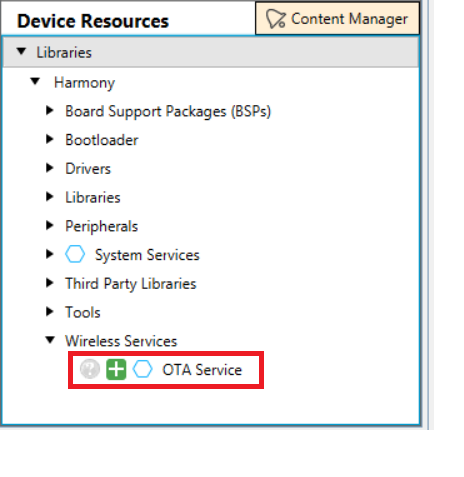 Device Resources
Content Manager
Libraries
Harmony
Board Support Packages (BSPs)
Bootloader
Drivers
Libraries
Peripherals
System Services
Third Party Libraries
Tools
Wireless Services
? OTA Service